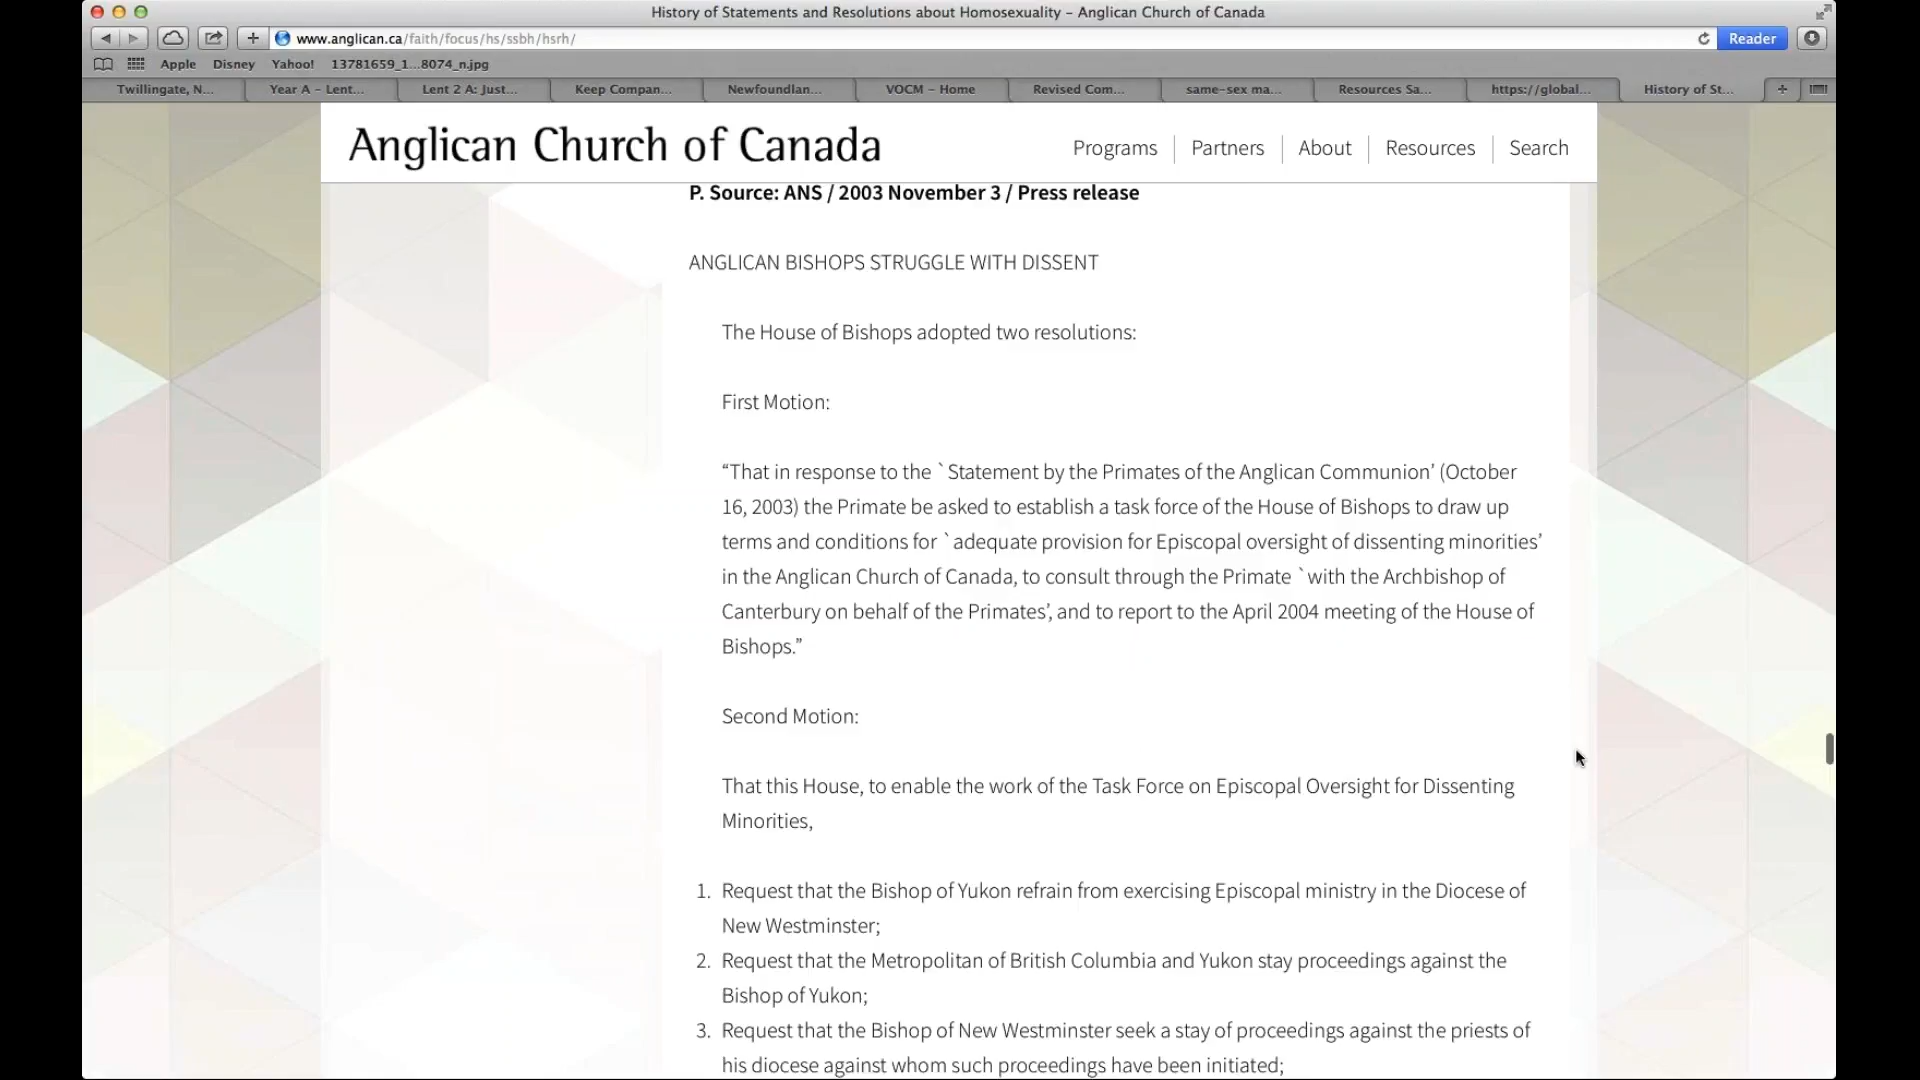 History of Statements and Resolutions about Homosexuality – Anglican Church of Canada
www.anglican.ca/faith/focus/hs/ssbh/hsrh/
Reader
Apple Disney Yahoo! 13781659_1...8074_n.jpg
Twillingate, N... Year A – Lent... Lent 2 A: Just... Keep Compan... Newfoundlan... VOCM – Home Revised Com... same-sex ma... Resources Sa... https://global... History of St...
Anglican Church of Canada
Programs Partners About Resources Search
P. Source: ANS / 2003 November 3 / Press release
ANGLICAN BISHOPS STRUGGLE WITH DISSENT
The House of Bishops adopted two resolutions:
First Motion:
“That in response to the `Statement by the Primates of the Anglican Communion’ (October
16, 2003) the Primate be asked to establish a task force of the House of Bishops to draw up
terms and conditions for `adequate provision for Episcopal oversight of dissenting minorities’
in the Anglican Church of Canada, to consult through the Primate `with the Archbishop of
Canterbury on behalf of the Primates’, and to report to the April 2004 meeting of the House of
Bishops.”
Second Motion:
That this House, to enable the work of the Task Force on Episcopal Oversight for Dissenting
Minorities,
1. Request that the Bishop of Yukon refrain from exercising Episcopal ministry in the Diocese of
New Westminster;
2. Request that the Metropolitan of British Columbia and Yukon stay proceedings against the
Bishop of Yukon;
3. Request that the Bishop of New Westminster seek a stay of proceedings against the priests of
his diocese against whom such proceedings have been initiated;